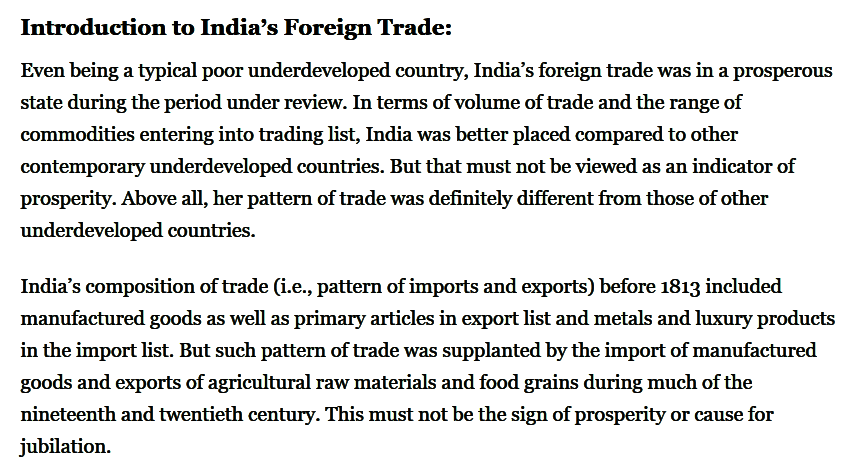 Introduction to India’s Foreign Trade:
Even being a typical poor underdeveloped country, India’s foreign trade was in a prosperous
state during the period under review. In terms of volume of trade and the range of
commodities entering into trading list, India was better placed compared to other
contemporary underdeveloped countries. But that must not be viewed as an indicator of
prosperity. Above all, her pattern of trade was definitely different from those of other
underdeveloped countries.
India’s composition of trade (i.e., pattern of imports and exports) before 1813 included
manufactured goods as well as primary articles in export list and metals and luxury products
in the import list. But such pattern of trade was supplanted by the import of manufactured
goods and exports of agricultural raw materials and food grains during much of the
nineteenth and twentieth century. This must not be the sign of prosperity or cause for
jubilation.